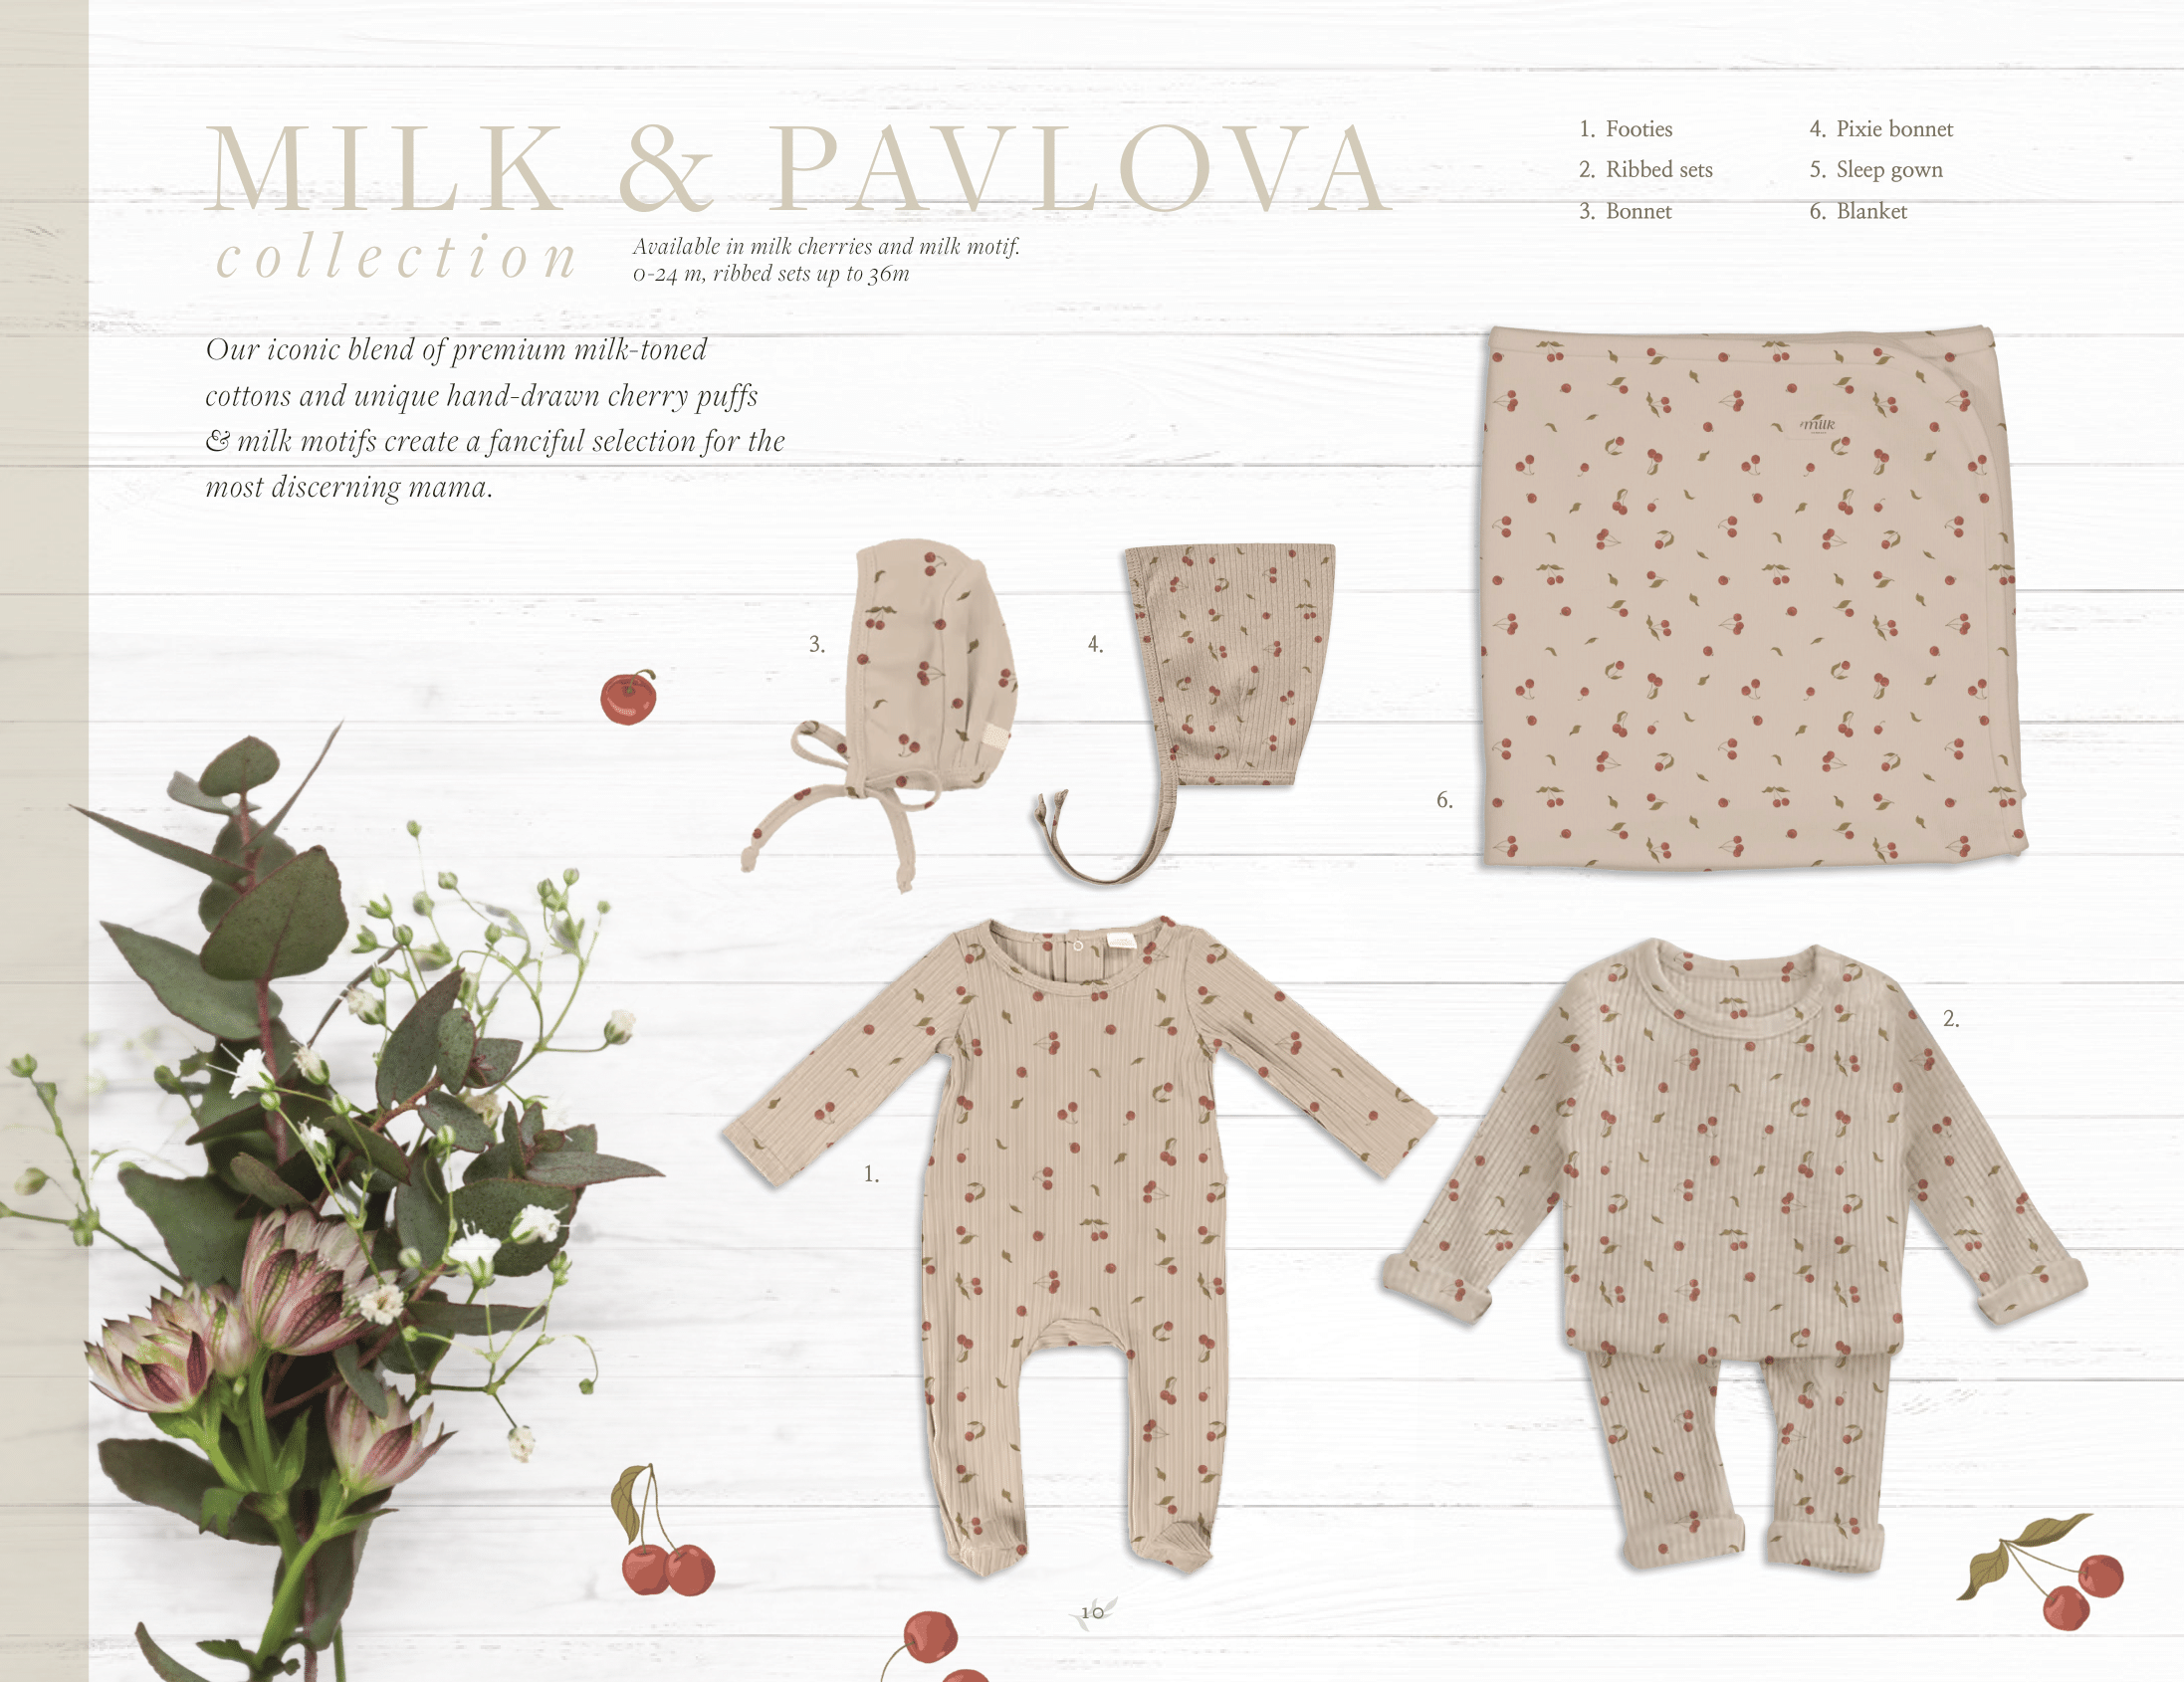 MILK & PAVLOVA
collection
Available in milk cherries and milk motif.
0-24 m, ribbed sets up to 36m
1. Footies
2. Ribbed sets
3. Bonnet
4. Pixie bonnet
5. Sleep gown
6. Blanket
Our iconic blend of premium milk-toned
cottons and unique hand-drawn cherry puffs
& milk motifs create a fanciful selection for the
most discerning mama.
milk
3.
4.
6.
2.
1.
10